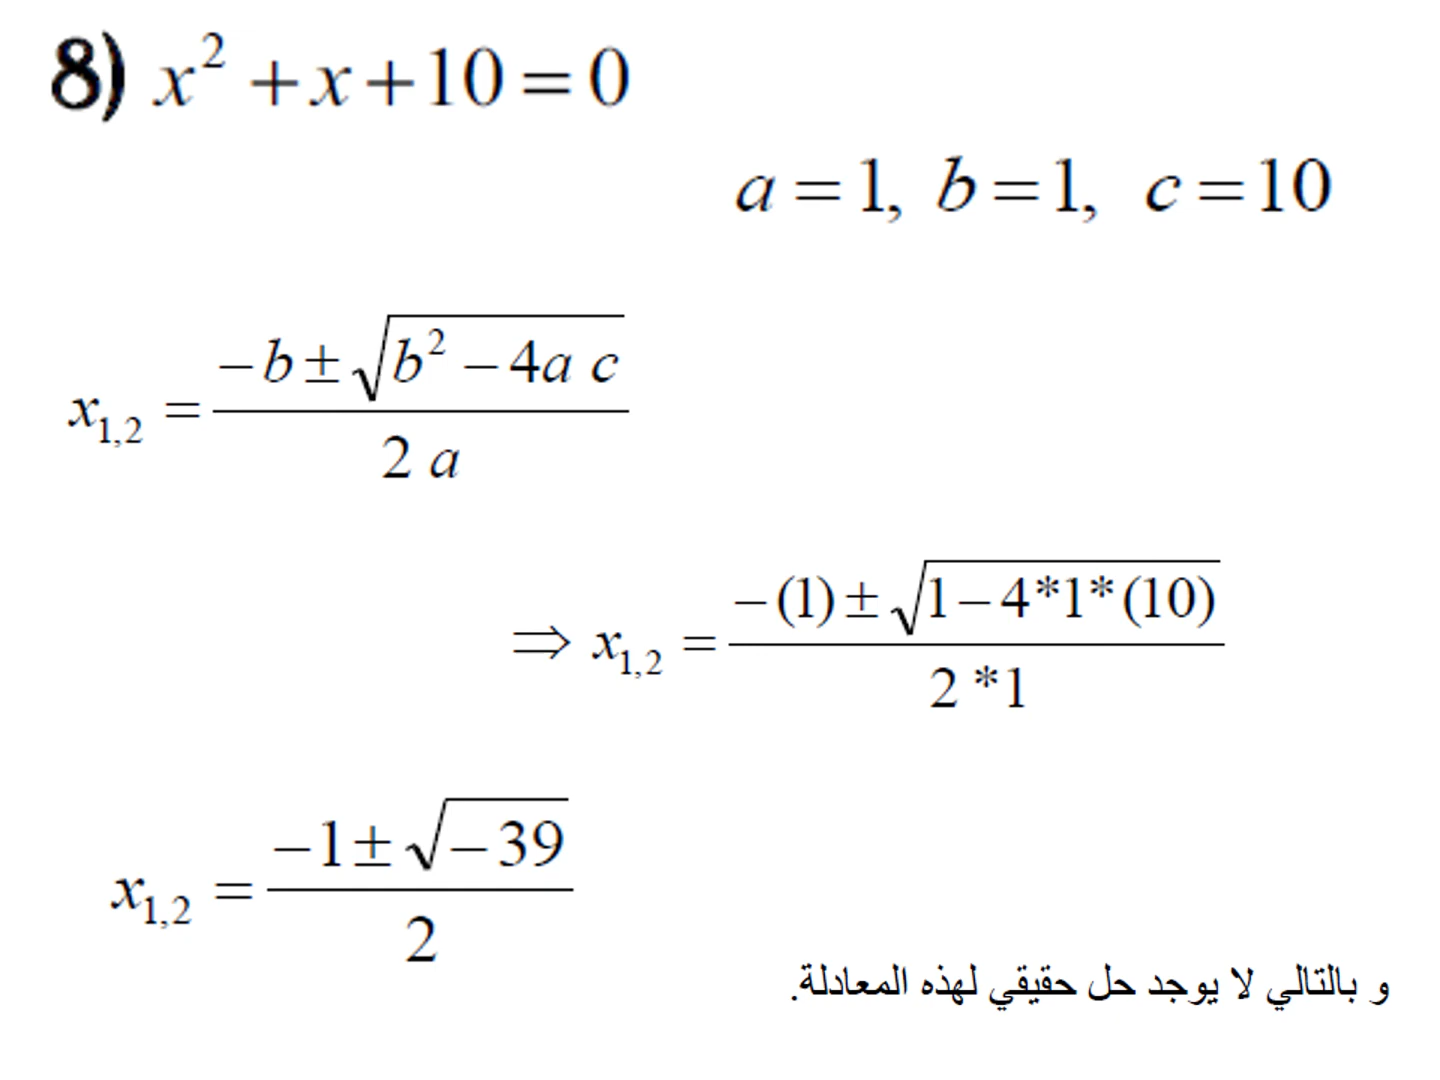 8) x² + x + 10 = 0
a = 1, b = 1, c = 10
x₁,₂ = (−b ± √(b² − 4a c)) / (2 a)
⇒ x₁,₂ = (−(1) ± √(1 − 4*1*(10))) / (2 *1)
x₁,₂ = (−1 ± √(−39)) / 2
و بالتالي لا يوجد حل حقيقي لهذه المعادلة.